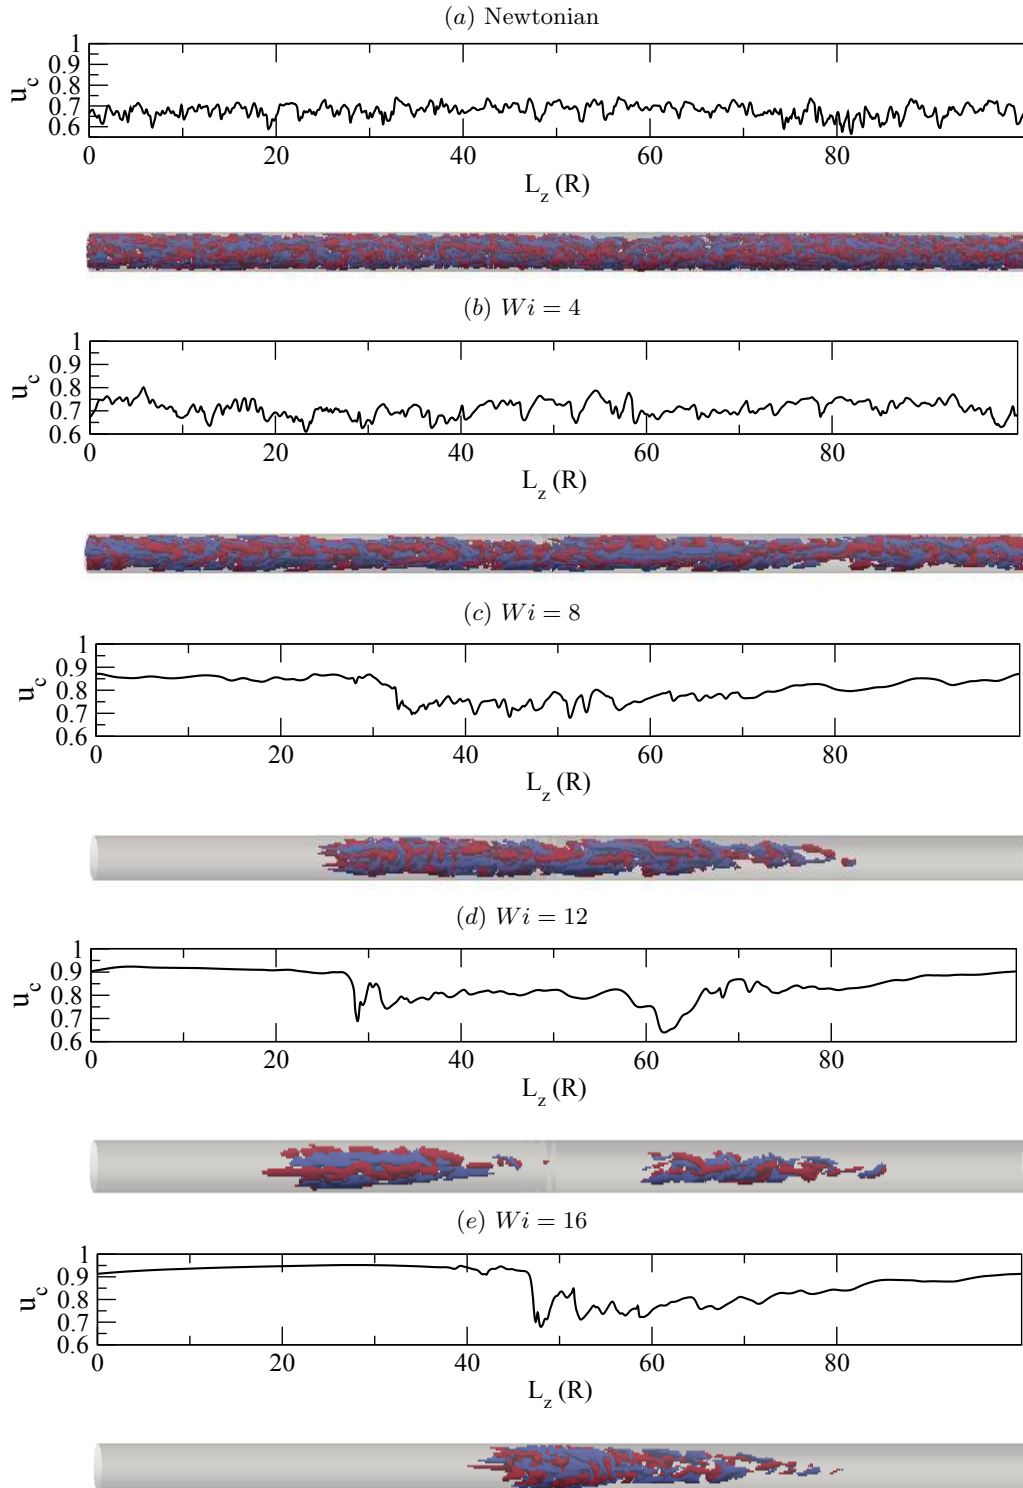 (a) Newtonian
1
0.9
0.8
0.7
0.6
u_c
0 20 40 60 80
L_z (R)
(b) Wi = 4
1
0.9
0.8
0.7
0.6
u_c
0 20 40 60 80
L_z (R)
(c) Wi = 8
1
0.9
0.8
0.7
0.6
u_c
0 20 40 60 80
L_z (R)
(d) Wi = 12
1
0.9
0.8
0.7
0.6
u_c
0 20 40 60 80
L_z (R)
(e) Wi = 16
1
0.9
0.8
0.7
0.6
u_c
0 20 40 60 80
L_z (R)